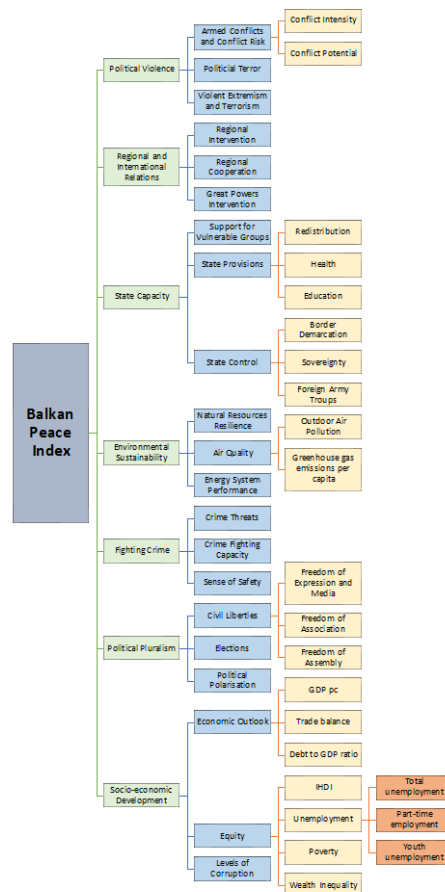 Balkan
Peace
Index
Political Violence
Armed Conflicts
and Conflict Risk
Conflict Intensity
Conflict Potential
Politicial Terror
Violent Extremism
and Terrorism
Regional and
International
Relations
Regional
Intervention
Regional
Cooperation
Great Powers
Intervention
State Capacity
Support for
Vulnerable Groups
State Provisions
Redistribution
Health
Education
State Control
Border
Demarcation
Sovereignty
Foreign Army
Troups
Environmental
Sustainability
Natural Resources
Resilience
Air Quality
Outdoor Air
Pollution
Greenhouse gas
emissions per
capita
Energy System
Performance
Fighting Crime
Crime Threats
Crime Fighting
Capacity
Sense of Safety
Political Pluralism
Civil Liberties
Freedom of
Expression and
Media
Freedom of
Association
Freedom of
Assembly
Elections
Political
Polarisation
Socio-economic
Development
Economic Outlook
GDP pc
Trade balance
Debt to GDP ratio
Equity
IHDI
Unemployment
Total
unemployment
Part-time
employment
Youth
unemployment
Poverty
Wealth Inequality
Levels of
Corruption